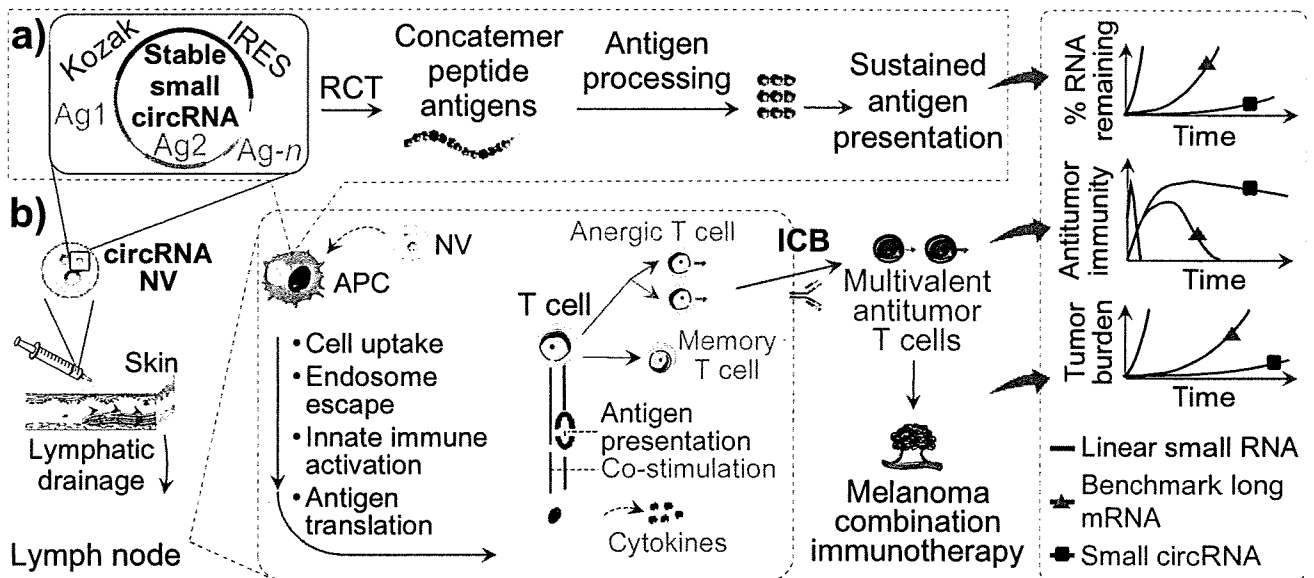 a)
Kozak
IRES
Stable
small
circRNA
Ag1
Ag2
Ag-n
RCT
Concatemer
peptide
antigens
Antigen
processing
Sustained
antigen
presentation
% RNA
remaining
Time
b)
circRNA
NV
Skin
Lymphatic
drainage
Lymph node
NV
APC
• Cell uptake
• Endosome
escape
• Innate immune
activation
• Antigen
translation
T cell
Anergic T cell
Memory
T cell
Antigen
presentation
Co-stimulation
Cytokines
ICB
Multivalent
antitumor
T cells
Melanoma
combination
immunotherapy
Antitumor
immunity
Time
Tumor
burden
Time
Linear small RNA
Benchmark long
mRNA
Small circRNA